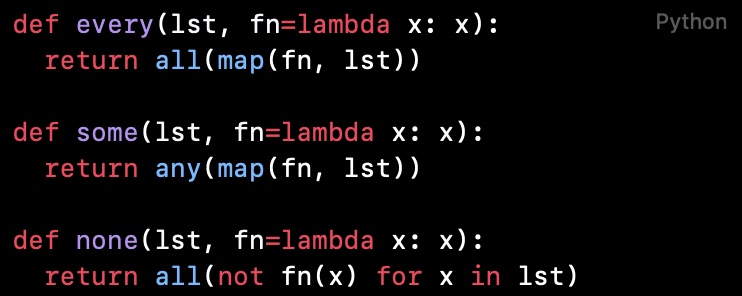 Python
def every(lst, fn=lambda x: x):
  return all(map(fn, lst))

def some(lst, fn=lambda x: x):
  return any(map(fn, lst))

def none(lst, fn=lambda x: x):
  return all(not fn(x) for x in lst)